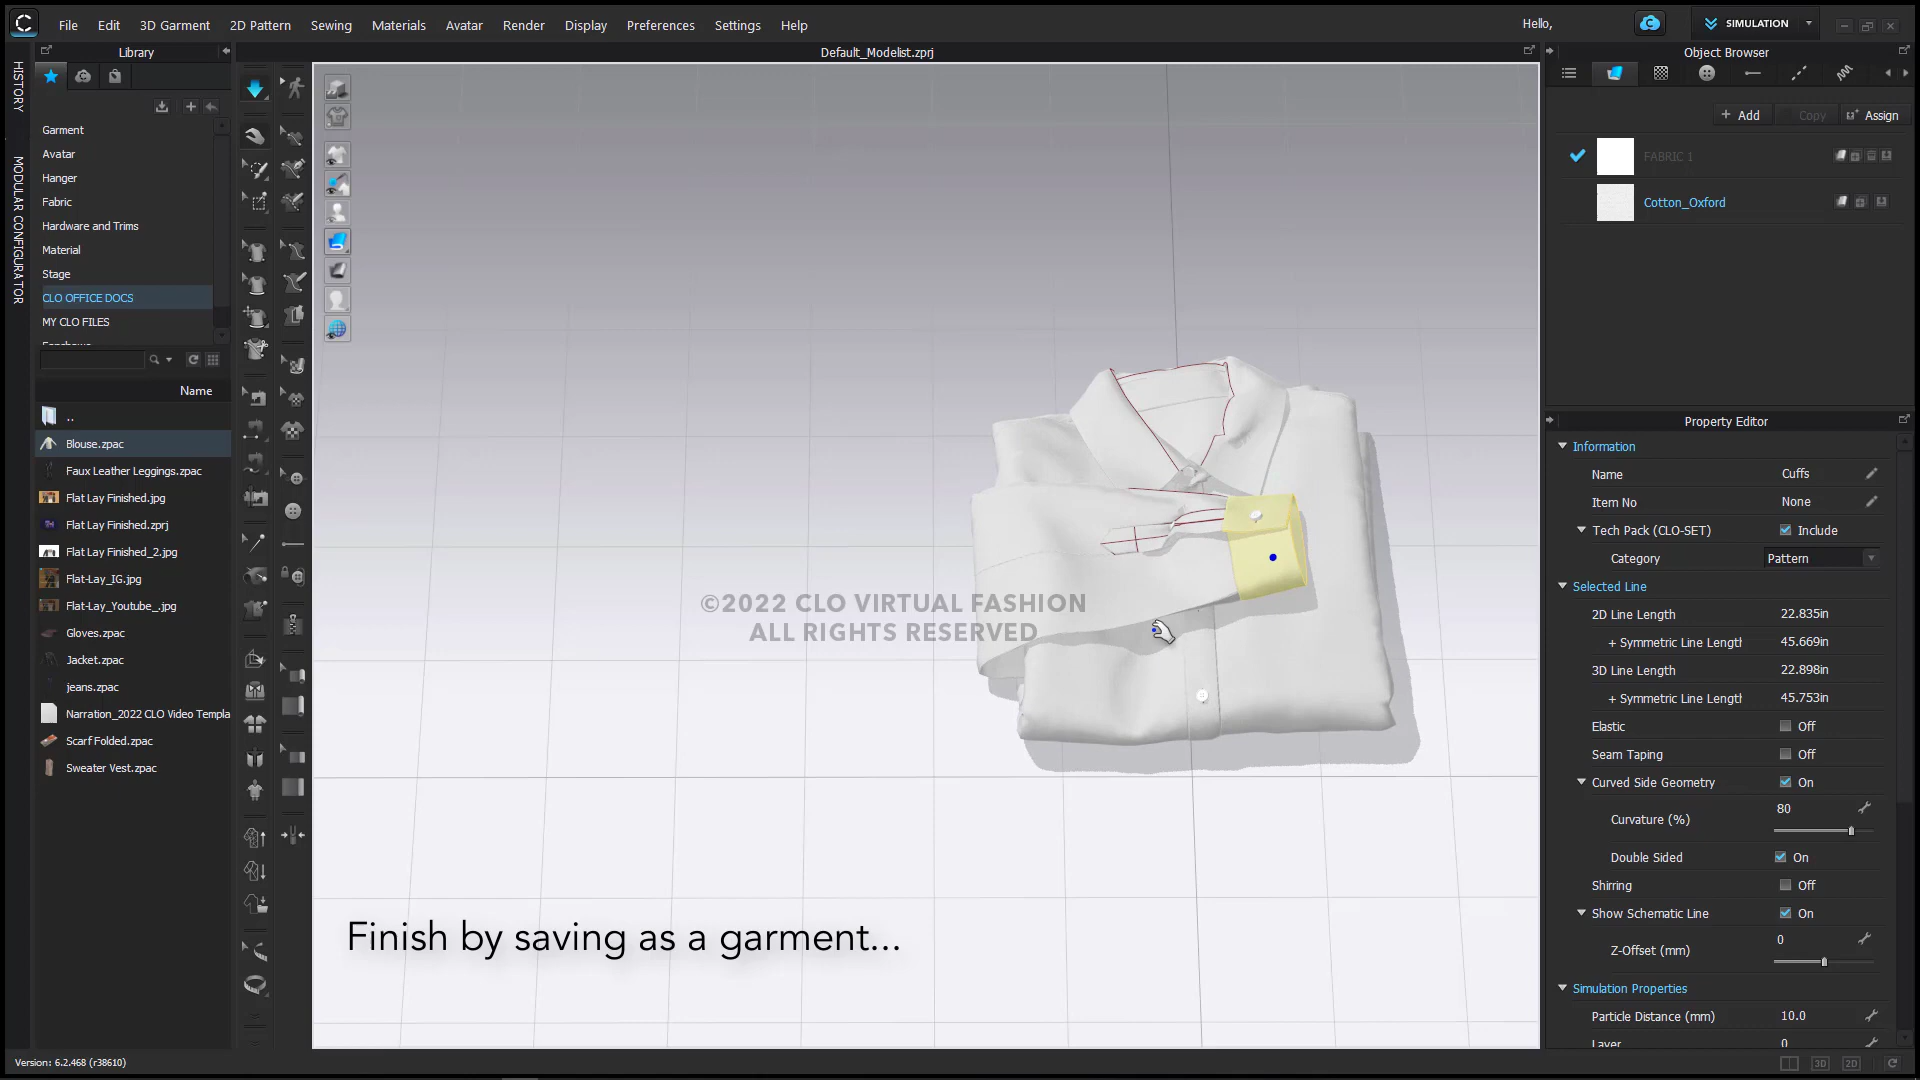 File Edit 3D Garment 2D Pattern Sewing Materials Avatar Render Display Preferences Settings Help
Hello,
SIMULATION
Library
Default_Modelist.zprj
Object Browser
HISTORY
MODULAR CONFIGURATOR
Garment
Avatar
Hanger
Fabric
Hardware and Trims
Material
Stage
CLO OFFICE DOCS
MY CLO FILES
Name
..
Blouse.zpac
Faux Leather Leggings.zpac
Flat Lay Finished.jpg
Flat Lay Finished.zprj
Flat Lay Finished_2.jpg
Flat-Lay_IG.jpg
Flat-Lay_Youtube_.jpg
Gloves.zpac
Jacket.zpac
jeans.zpac
Narration_2022 CLO Video Templa
Scarf Folded.zpac
Sweater Vest.zpac
©2022 CLO VIRTUAL FASHION
ALL RIGHTS RESERVED
Finish by saving as a garment...
Add Copy Assign
FABRIC 1
Cotton_Oxford
Property Editor
Information
Name Cuffs
Item No None
Tech Pack (CLO-SET) Include
Category Pattern
Selected Line
2D Line Length 22.835in
+ Symmetric Line Length 45.669in
3D Line Length 22.898in
+ Symmetric Line Length 45.753in
Elastic Off
Seam Taping Off
Curved Side Geometry On
Curvature (%) 80
Double Sided On
Shirring Off
Show Schematic Line On
Z-Offset (mm) 0
Simulation Properties
Particle Distance (mm) 10.0
Layer 0
Version: 6.2.468 (r38610)
3D 2D